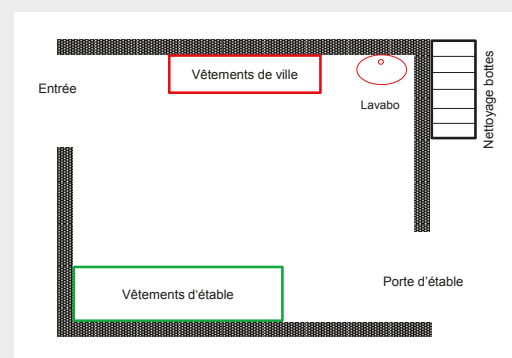 Vêtements de ville
Entrée
Lavabo
Nettoyage bottes
Vêtements d'étable
Porte d'étable